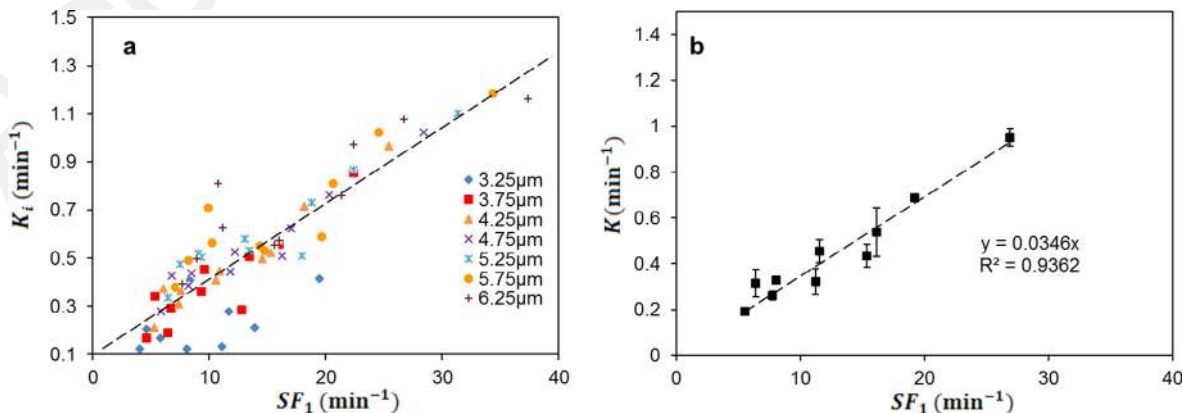 a
1.5
1.3
1.1
0.9
0.7
0.5
0.3
0.1
K_i (min⁻¹)
0
10
20
30
40
SF₁ (min⁻¹)
3.25µm
3.75µm
4.25µm
4.75µm
5.25µm
5.75µm
6.25µm
b
1.4
1.2
1
0.8
0.6
0.4
0.2
0
K (min⁻¹)
0
10
20
30
40
SF₁ (min⁻¹)
y = 0.0346x
R² = 0.9362